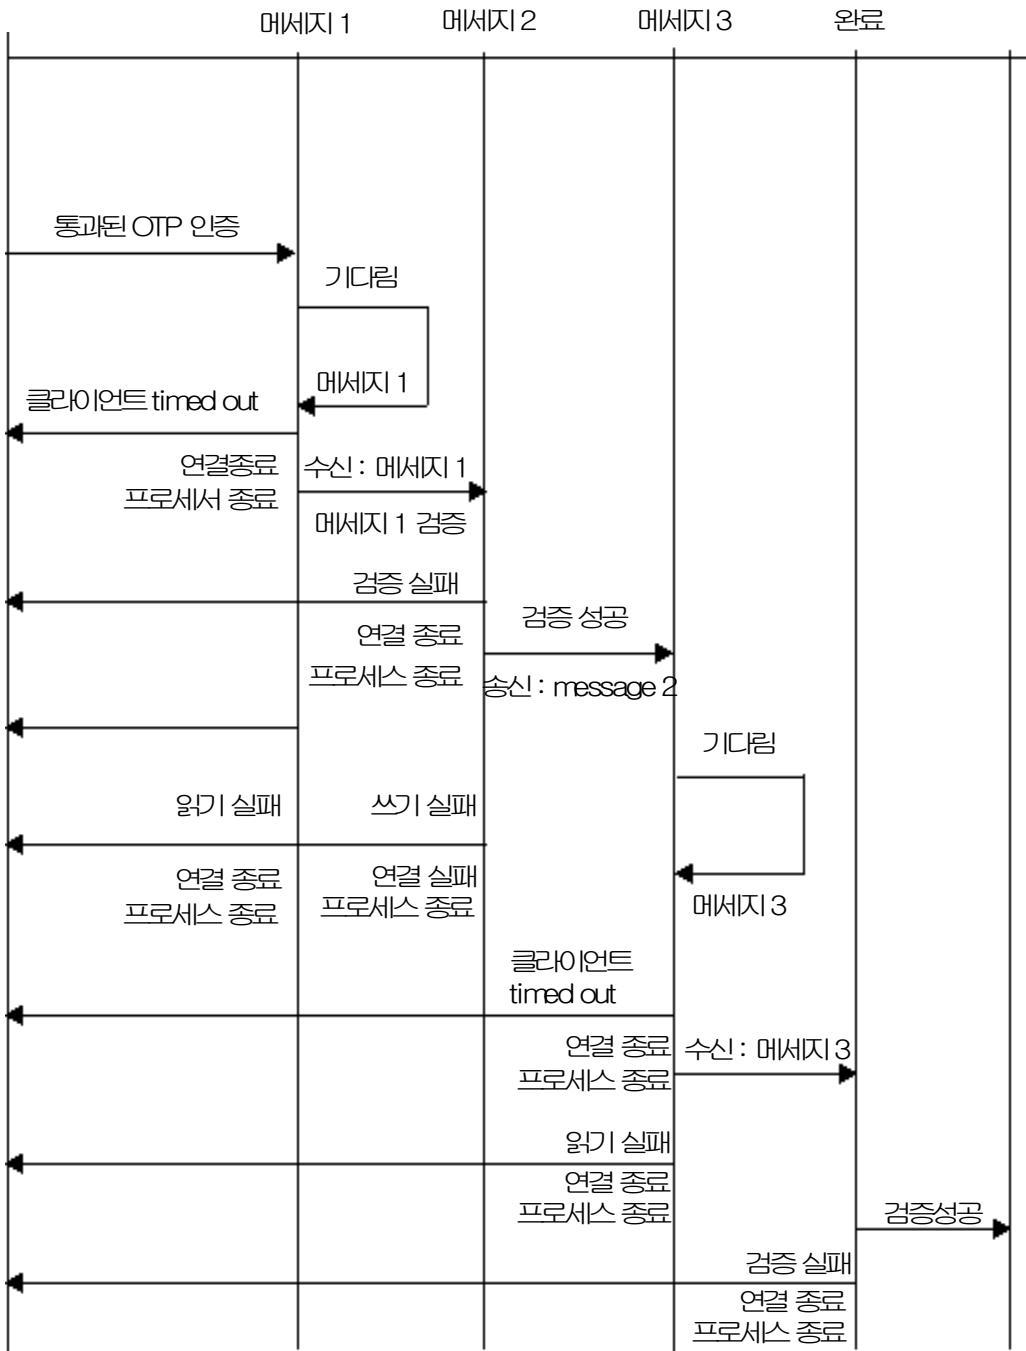 메세지 1
메세지 2
메세지 3
완료
통과된 OTP 인증
기다림
메세지 1
클라이언트 timed out
연결종료
프로세서 종료
수신 : 메세지 1
메세지 1 검증
검증 실패
연결 종료
프로세스 종료
검증 성공
송신 : message 2
기다림
읽기 실패
쓰기 실패
연결 종료
프로세스 종료
연결 실패
프로세스 종료
메세지 3
클라이언트
timed out
연결 종료
프로세스 종료
수신 : 메세지 3
읽기 실패
연결 종료
프로세스 종료
검증성공
검증 실패
연결 종료
프로세스 종료